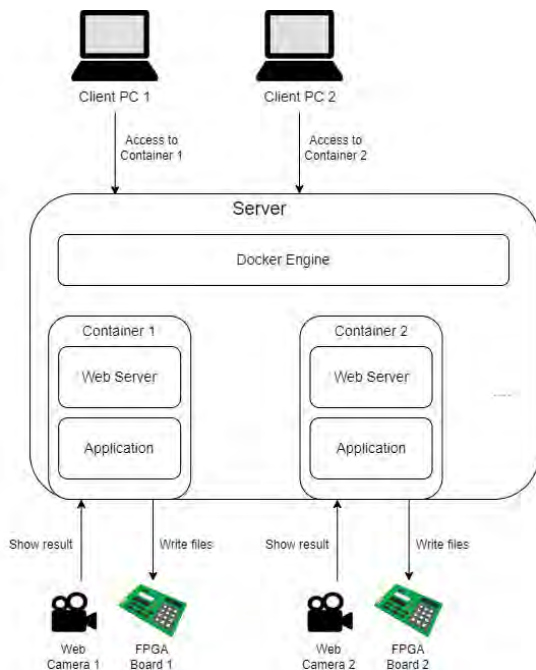 Client PC 1
Client PC 2
Access to
Container 1
Access to
Container 2
Server
Docker Engine
Container 1
Web Server
Application
Container 2
Web Server
Application
.....
Show result
Write files
Show result
Write files
Web
Camera 1
FPGA
Board 1
Web
Camera 2
FPGA
Board 2